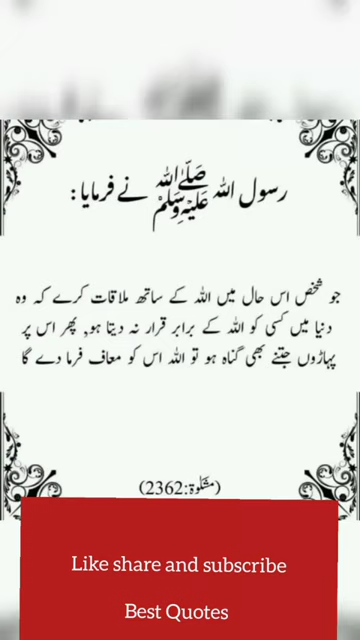 رسول اللہ صلی اللہ علیہ وسلم نے فرمایا:
جو شخص اس حال میں اللہ کے ساتھ ملاقات کرے کہ وہ
دنیا میں کسی کو اللہ کے برابر قرار نہ دیتا ہو, پھر اس پر
پہاڑوں جتنے بھی گناہ ہو تو اللہ اس کو معاف فرما دے گا
(مشکوٰۃ:2362)
Like share and subscribe
Best Quotes